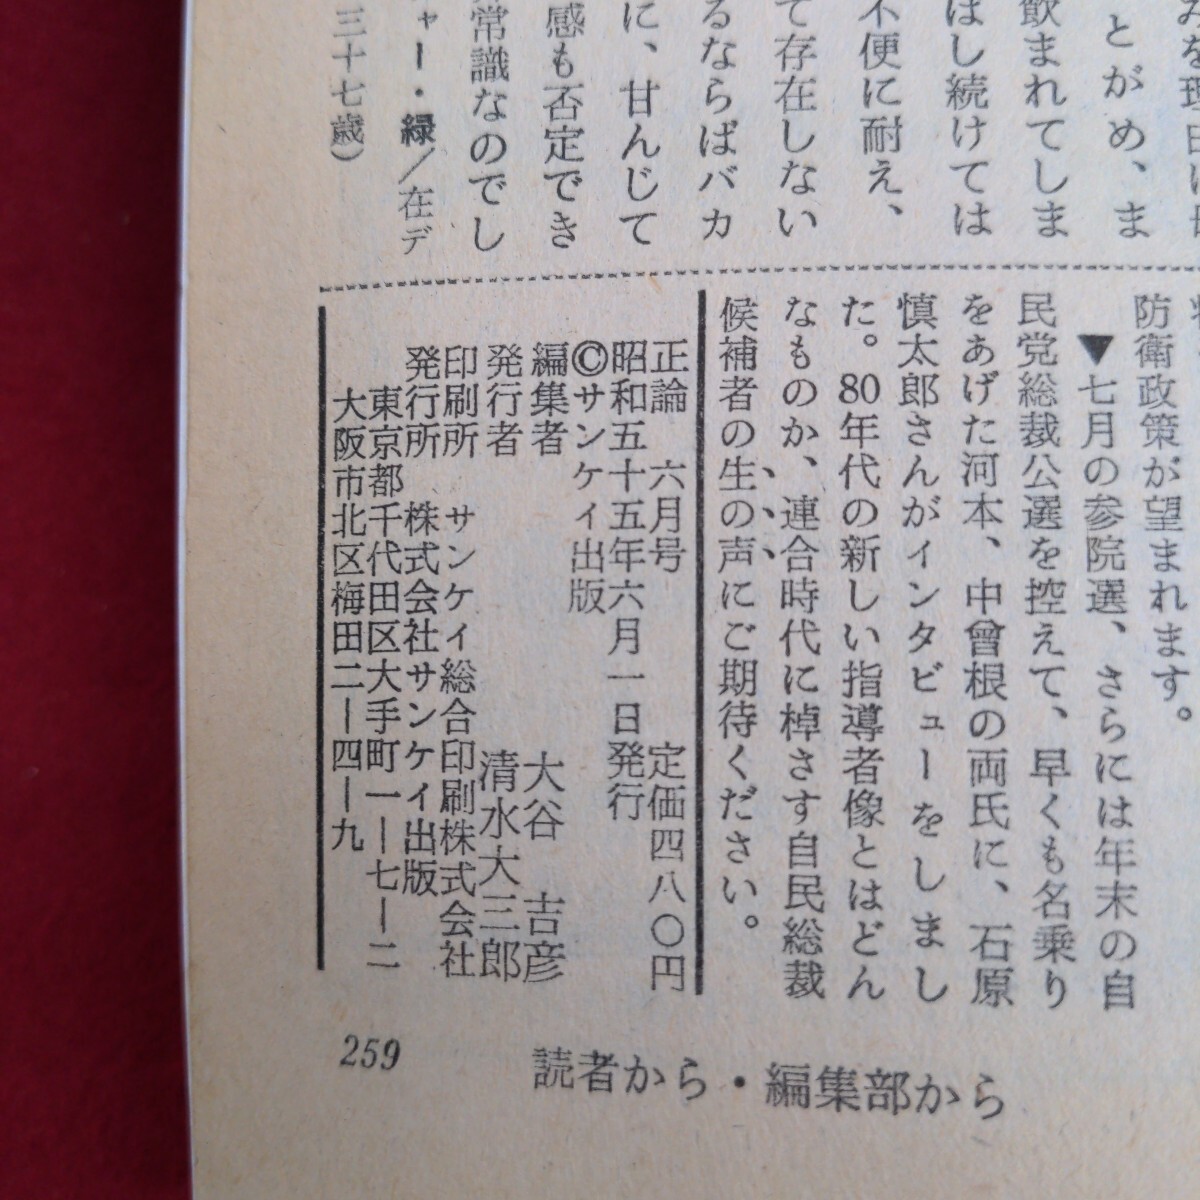 とがめ、ま
飲まれてしま
はし続けては
不便に耐え、
て存在しない
るならばバカ
に、甘んじて
感も否定でき
常識なのでし
ャー・緑／在デ
三十七歳）
防衛政策が望まれます。
▼七月の参院選、さらには年末の自
民党総裁公選を控えて、早くも名乗り
をあげた河本、中曾根の両氏に、石原
慎太郎さんがインタビューをしまし
た。80年代の新しい指導者像とはどん
なものか、連合時代に棹さす自民総裁
候補者の生の声にご期待ください。
正論 六月号 定価四八〇円
昭和五十五年六月一日発行
©サンケイ出版
編集者 大谷 吉彦
発行者 清水大三郎
印刷所 サンケイ総合印刷株式会社
発行所 株式会社サンケイ出版
東京都千代田区大手町一ー七ー二
大阪市北区梅田二ー四ー九
259 読者から・編集部から